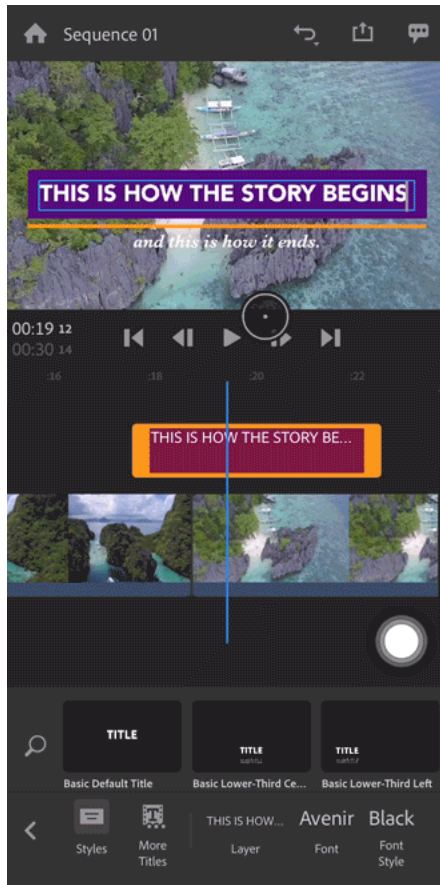 Sequence 01
THIS IS HOW THE STORY BEGINS
and this is how it ends.
00:19 12
00:30 14
:16 :18 :20 :22
THIS IS HOW THE STORY BE...
TITLE
TITLE
TITLE
Basic Default Title
Basic Lower-Third Ce...
Basic Lower-Third Left
Styles
More
Titles
THIS IS HOW...
Layer
Avenir
Font
Black
Font
Style